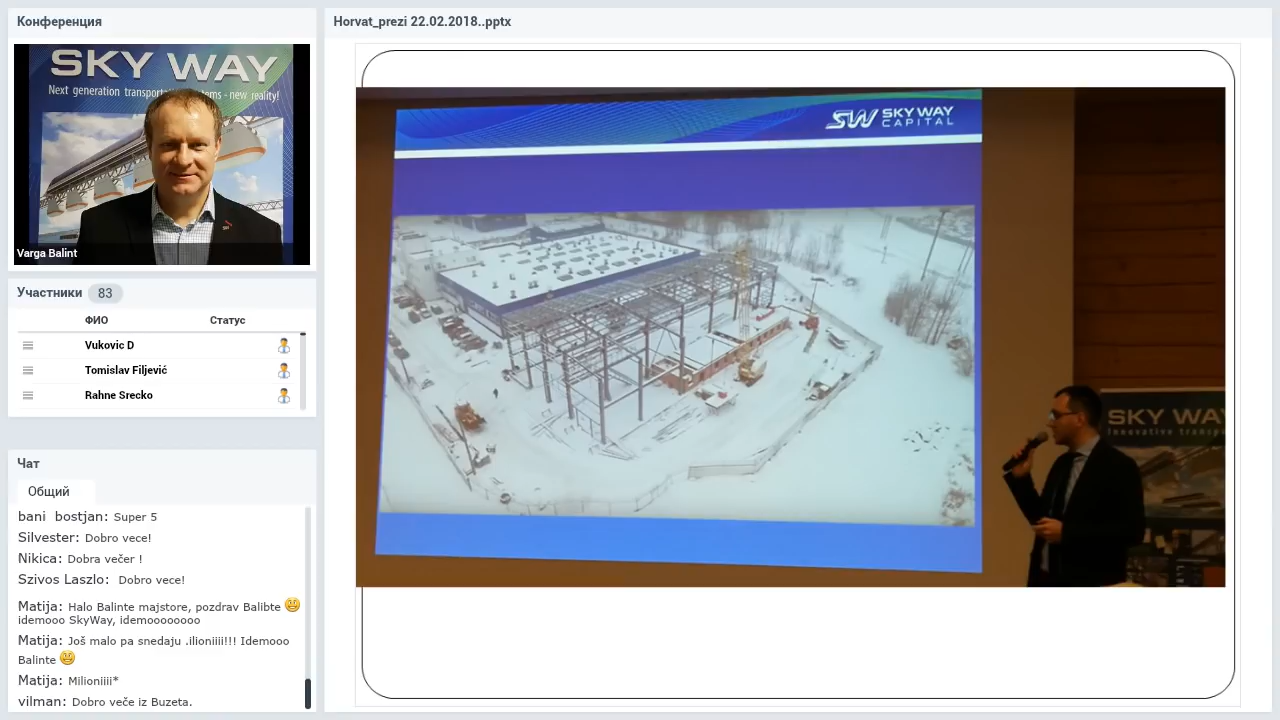 Конференция
SKY WAY
Next generation
new reality!
Varga Balint
Участники 83
ФИО Статус
Vukovic D
Tomislav Filjević
Rahne Srecko
Чат
Общий
bani bostjan: Super 5
Silvester: Dobro vece!
Nikica: Dobra večer !
Szivos Laszlo: Dobro vece!
Matija: Halo Balinte majstore, pozdrav Balibte
idemooo SkyWay, idemoooooooo
Matija: Još malo pa snedaju .ilioniiii!!! Idemooo
Balinte
Matija: Milioniiii*
vilman: Dobro veče iz Buzeta.
Horvat_prezi 22.02.2018..pptx
SW SKY WAY
CAPITAL
SKY WAY
Innovative